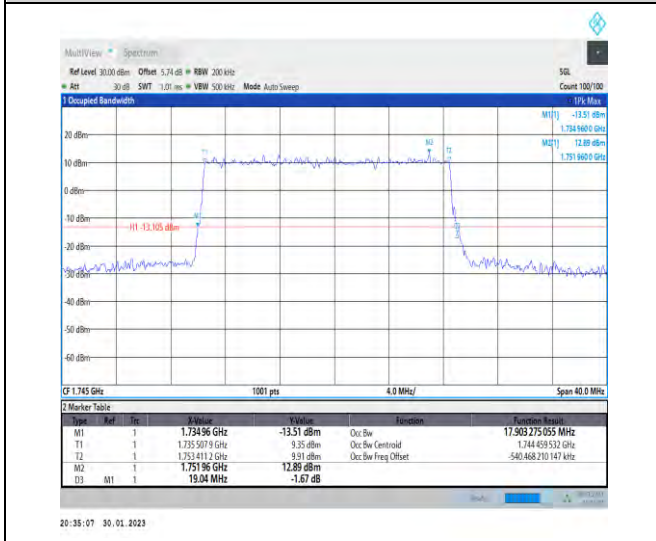 MultiView Spectrum
Ref Level 30.00 dBm Offset 5.74 dB RBW 200 kHz SGL
Att 30 dB SWT 1.01 ms VBW 500 kHz Mode Auto Sweep Count 100/100
1 Occupied Bandwidth 1Pk Max
M1[1] -13.51 dBm
1.734 960 0 GHz
M2[1] 12.89 dBm
1.751 960 0 GHz
20 dBm
M2
10 dBm
0 dBm
-10 dBm
H1 -13.105 dBm
-20 dBm
-30 dBm
-40 dBm
-50 dBm
-60 dBm
CF 1.745 GHz 1001 pts 4.0 MHz/ Span 40.0 MHz
2 Marker Table
Type Ref Trc X-Value Y-Value Function Function Result
M1 1 1.734 96 GHz -13.51 dBm Occ Bw 17.903 275 055 MHz
T1 1 1.735 507 9 GHz 9.35 dBm Occ Bw Centroid 1.744 459 532 GHz
T2 1 1.753 411 2 GHz 9.91 dBm Occ Bw Freq Offset -540.468 210 147 kHz
M2 1 1.751 96 GHz 12.89 dBm
D3 M1 1 19.04 MHz -1.67 dB
20:35:07 30.01.2023